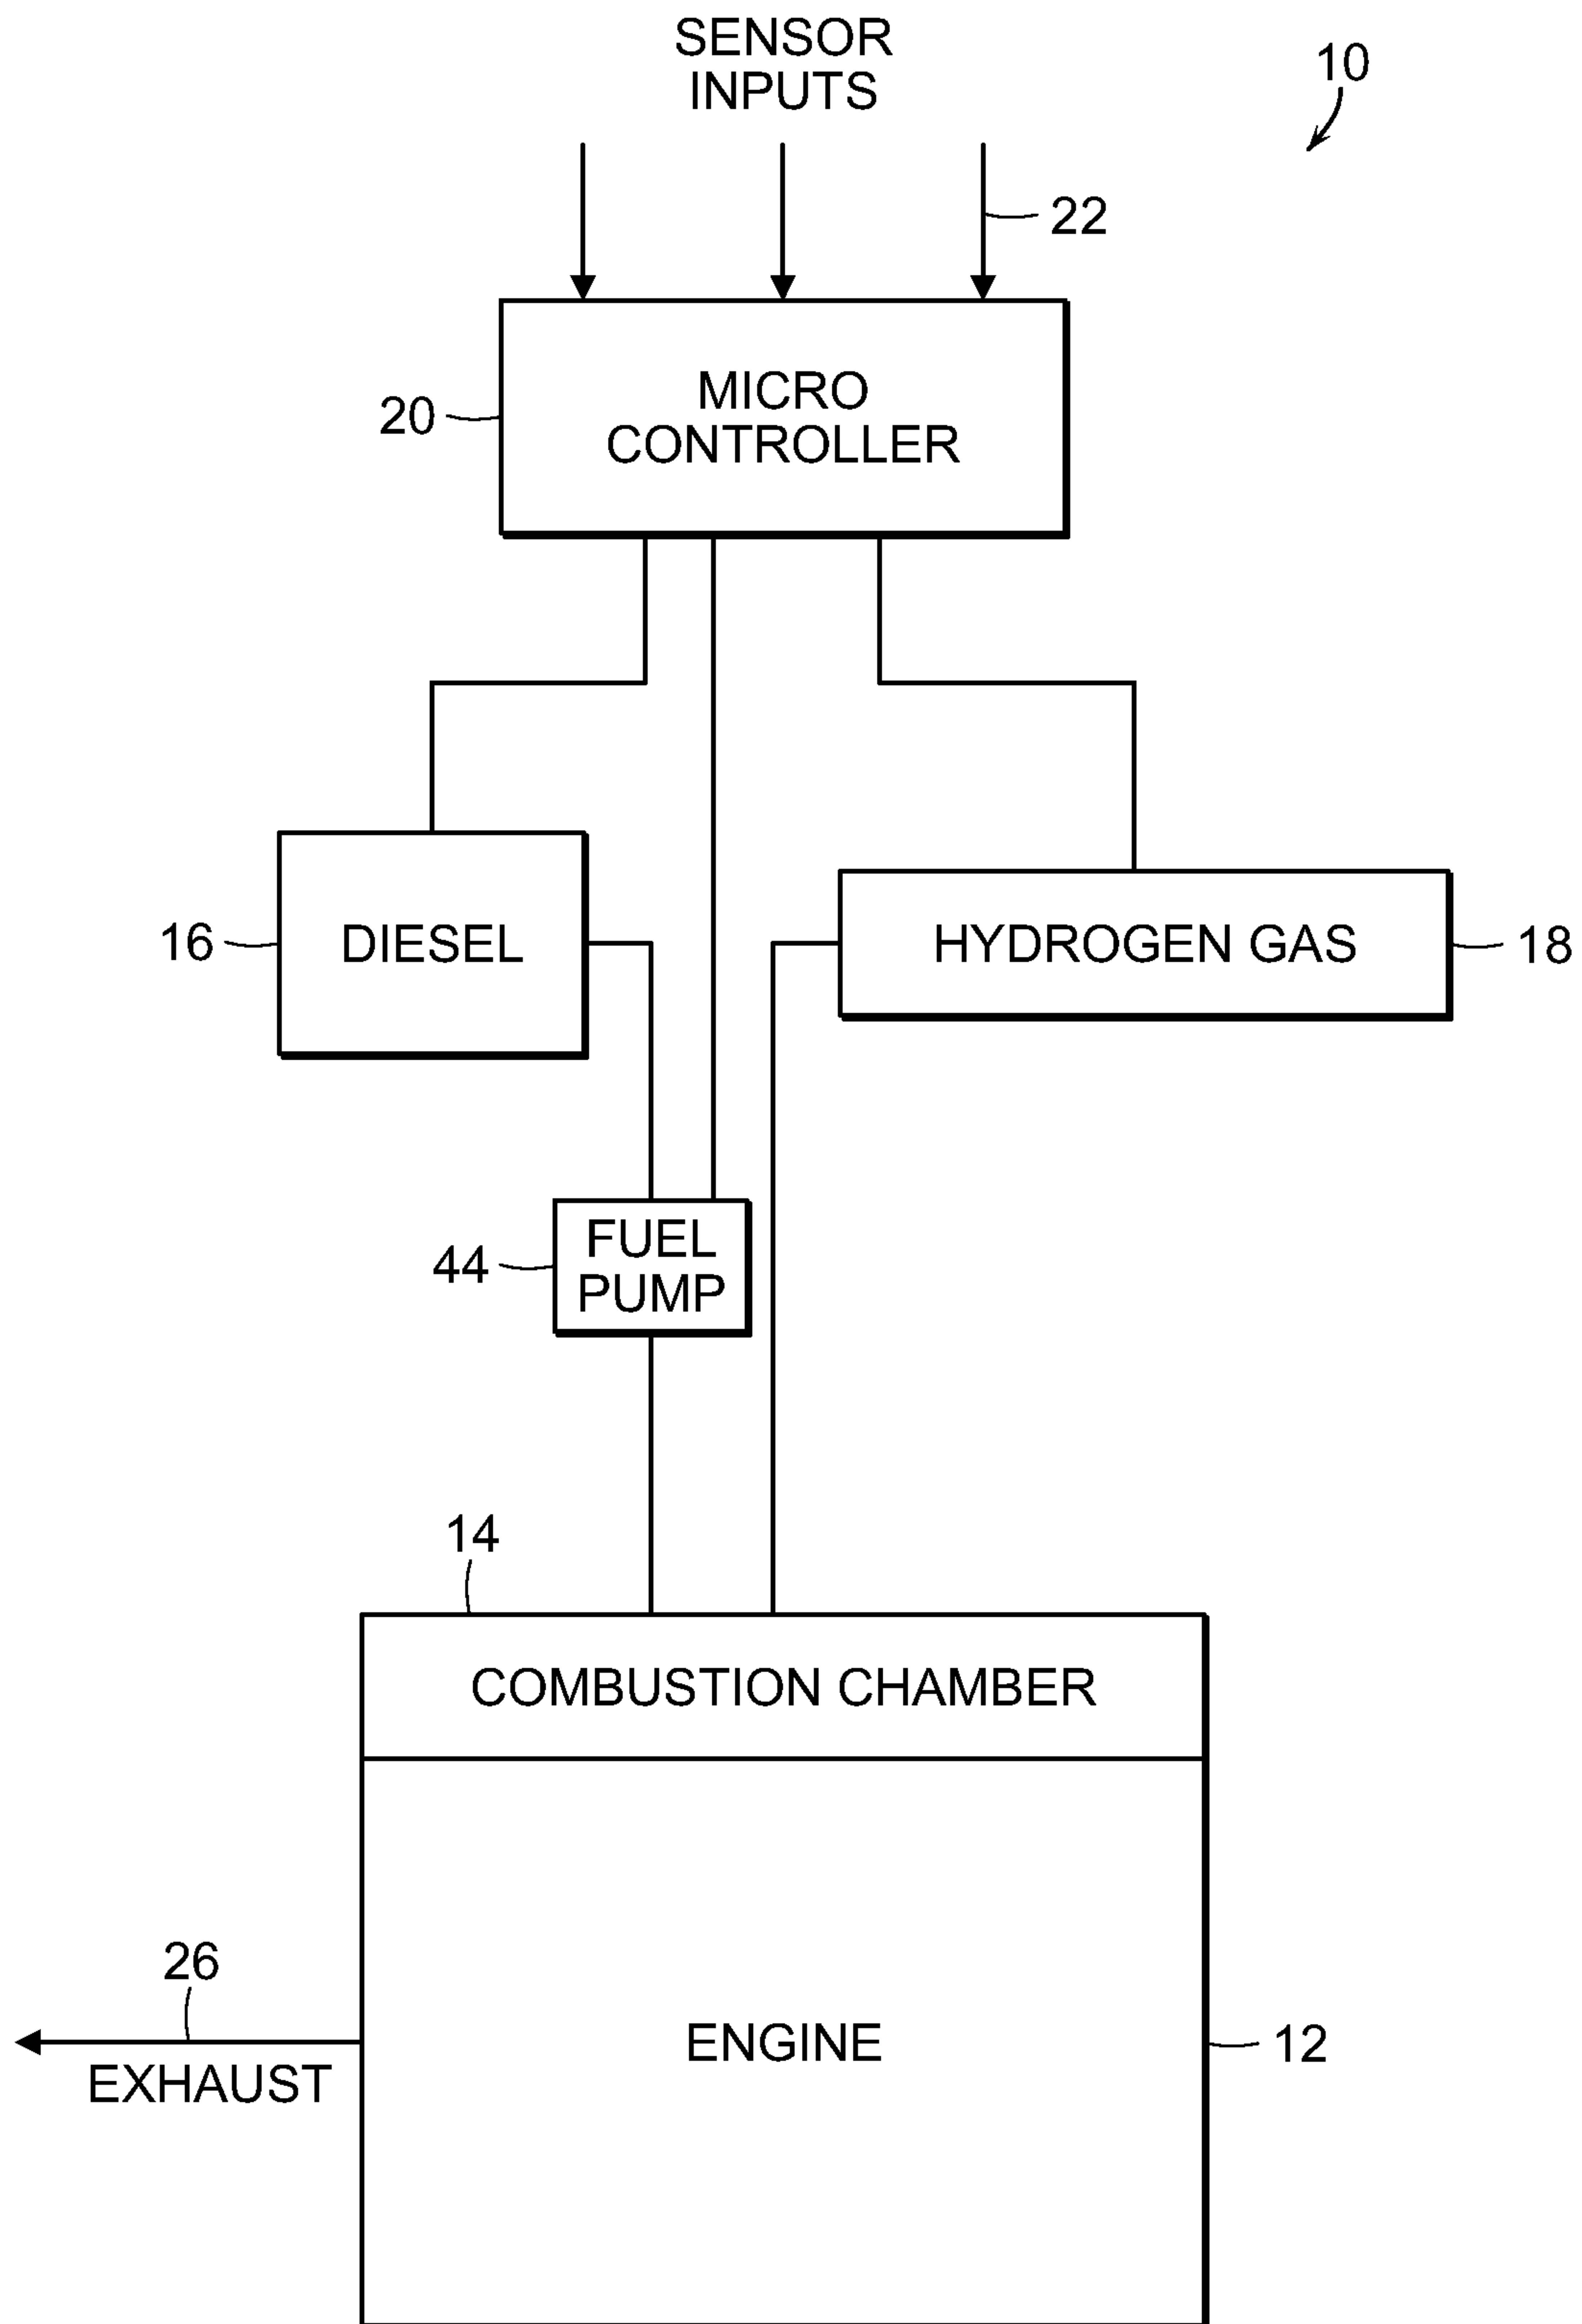 SENSOR
INPUTS
10
22
MICRO
CONTROLLER
20
16
DIESEL
HYDROGEN GAS
18
FUEL
PUMP
44
14
COMBUSTION CHAMBER
26
EXHAUST
ENGINE
12